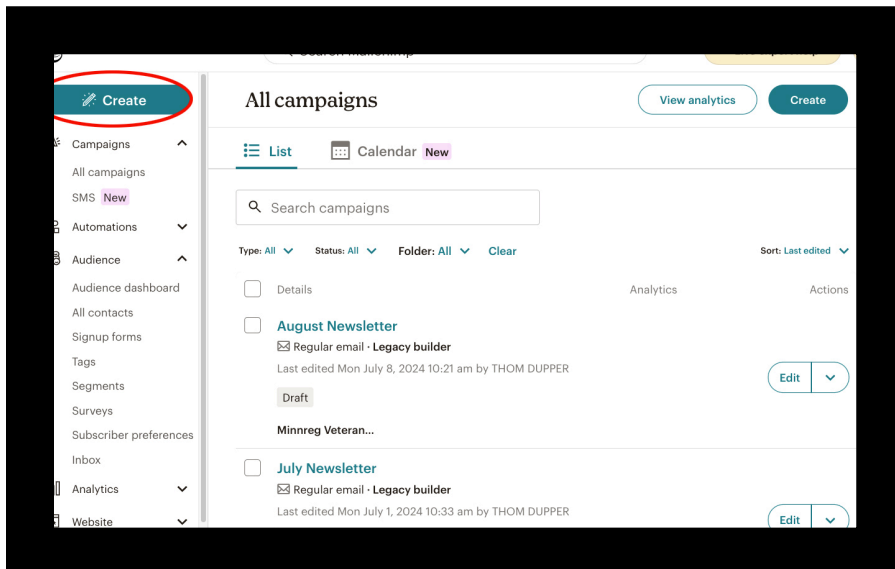 Create
All campaigns
View analytics
Create
Campaigns
All campaigns
SMS New
Automations
Audience
Audience dashboard
All contacts
Signup forms
Tags
Segments
Surveys
Subscriber preferences
Inbox
Analytics
Website
List
Calendar New
Search campaigns
Type: All Status: All Folder: All Clear Sort: Last edited
Details Analytics Actions
August Newsletter
Regular email · Legacy builder
Last edited Mon July 8, 2024 10:21 am by THOM DUPPER
Edit
Draft
Minnreg Veteran...
July Newsletter
Regular email · Legacy builder
Last edited Mon July 1, 2024 10:33 am by THOM DUPPER
Edit